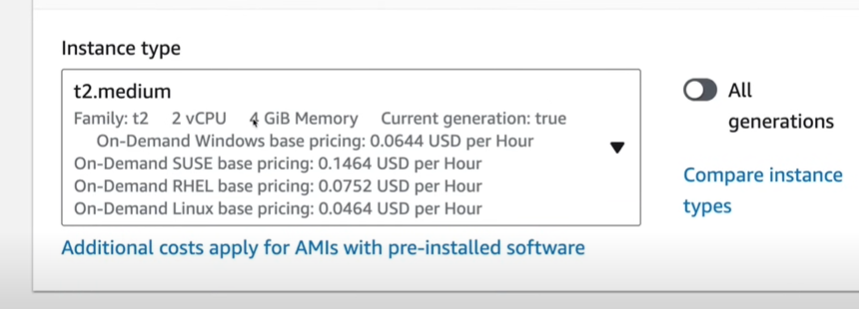 Instance type
t2.medium
Family: t2 2 vCPU 4 GiB Memory Current generation: true
On-Demand Windows base pricing: 0.0644 USD per Hour
On-Demand SUSE base pricing: 0.1464 USD per Hour
On-Demand RHEL base pricing: 0.0752 USD per Hour
On-Demand Linux base pricing: 0.0464 USD per Hour
All
generations
Compare instance
types
Additional costs apply for AMIs with pre-installed software